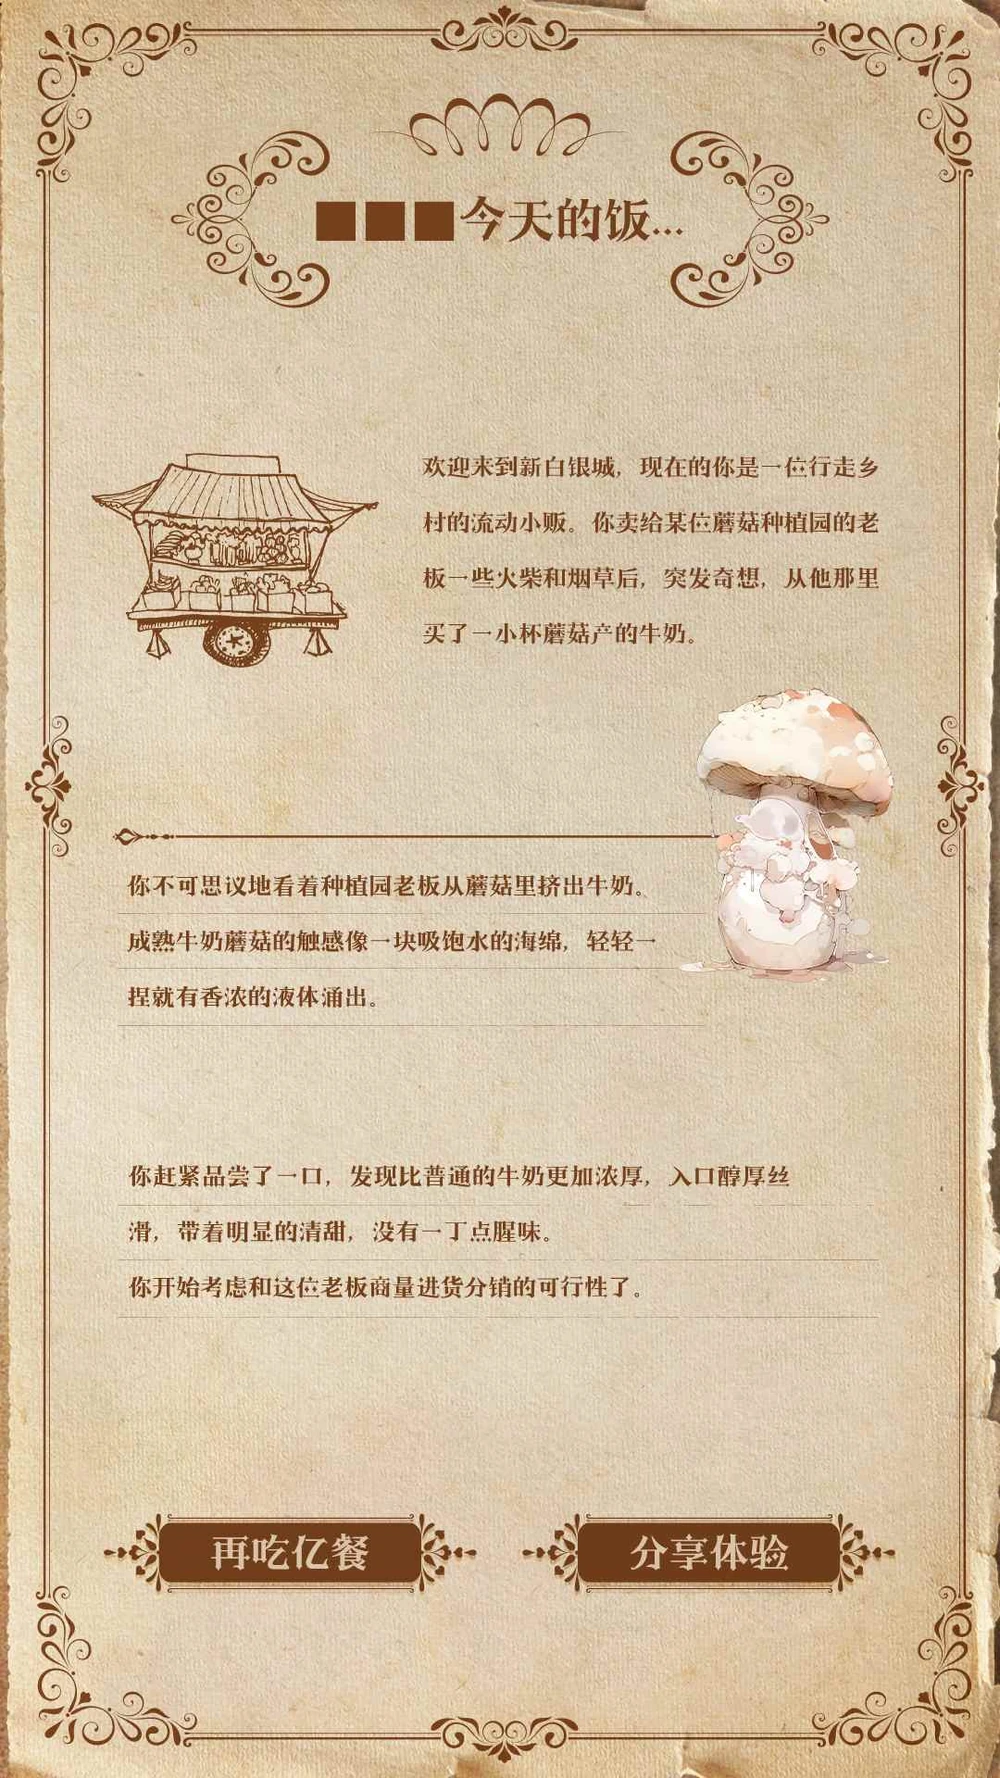 ■■■今天的饭...
欢迎来到新白银城，现在的你是一位行走乡
村的流动小贩。你卖给某位蘑菇种植园的老
板一些火柴和烟草后，突发奇想，从他那里
买了一小杯蘑菇产的牛奶。
你不可思议地看着种植园老板从蘑菇里挤出牛奶。
成熟牛奶蘑菇的触感像一块吸饱水的海绵，轻轻一
捏就有香浓的液体涌出。
你赶紧品尝了一口，发现比普通的牛奶更加浓厚，入口醇厚丝
滑，带着明显的清甜，没有一丁点腥味。
你开始考虑和这位老板商量进货分销的可行性了。
再吃亿餐
分享体验